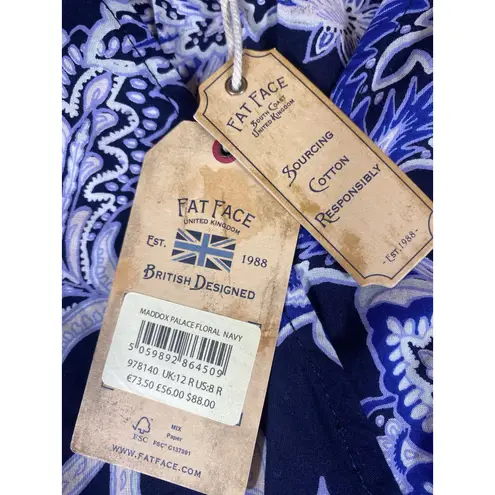 FAT FACE
SOUTH COAST
UNITED KINGDOM
SOURCING
COTTON
RESPONSIBLY
- EST. 1988 -
FAT FACE
UNITED KINGDOM
EST. 1988
BRITISH DESIGNED
MADDOX PALACE FLORAL NAVY
5 059892 864509
978140 UK:12 R US:8 R
€73.50 £56.00 $88.00
FSC
MIX
Paper
FSC® C137091
WWW.FATFACE.COM